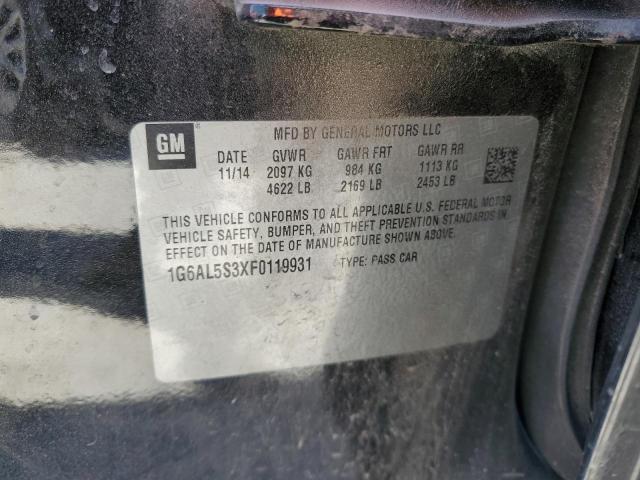 MFD BY GENERAL MOTORS LLC
GM
DATE GVWR GAWR FRT GAWR RR
11/14 2097 KG 984 KG 1113 KG
4622 LB 2169 LB 2453 LB
THIS VEHICLE CONFORMS TO ALL APPLICABLE U.S. FEDERAL MOTOR
VEHICLE SAFETY, BUMPER, AND THEFT PREVENTION STANDARDS IN
EFFECT ON THE DATE OF MANUFACTURE SHOWN ABOVE.
1G6AL5S3XF0119931 TYPE: PASS CAR